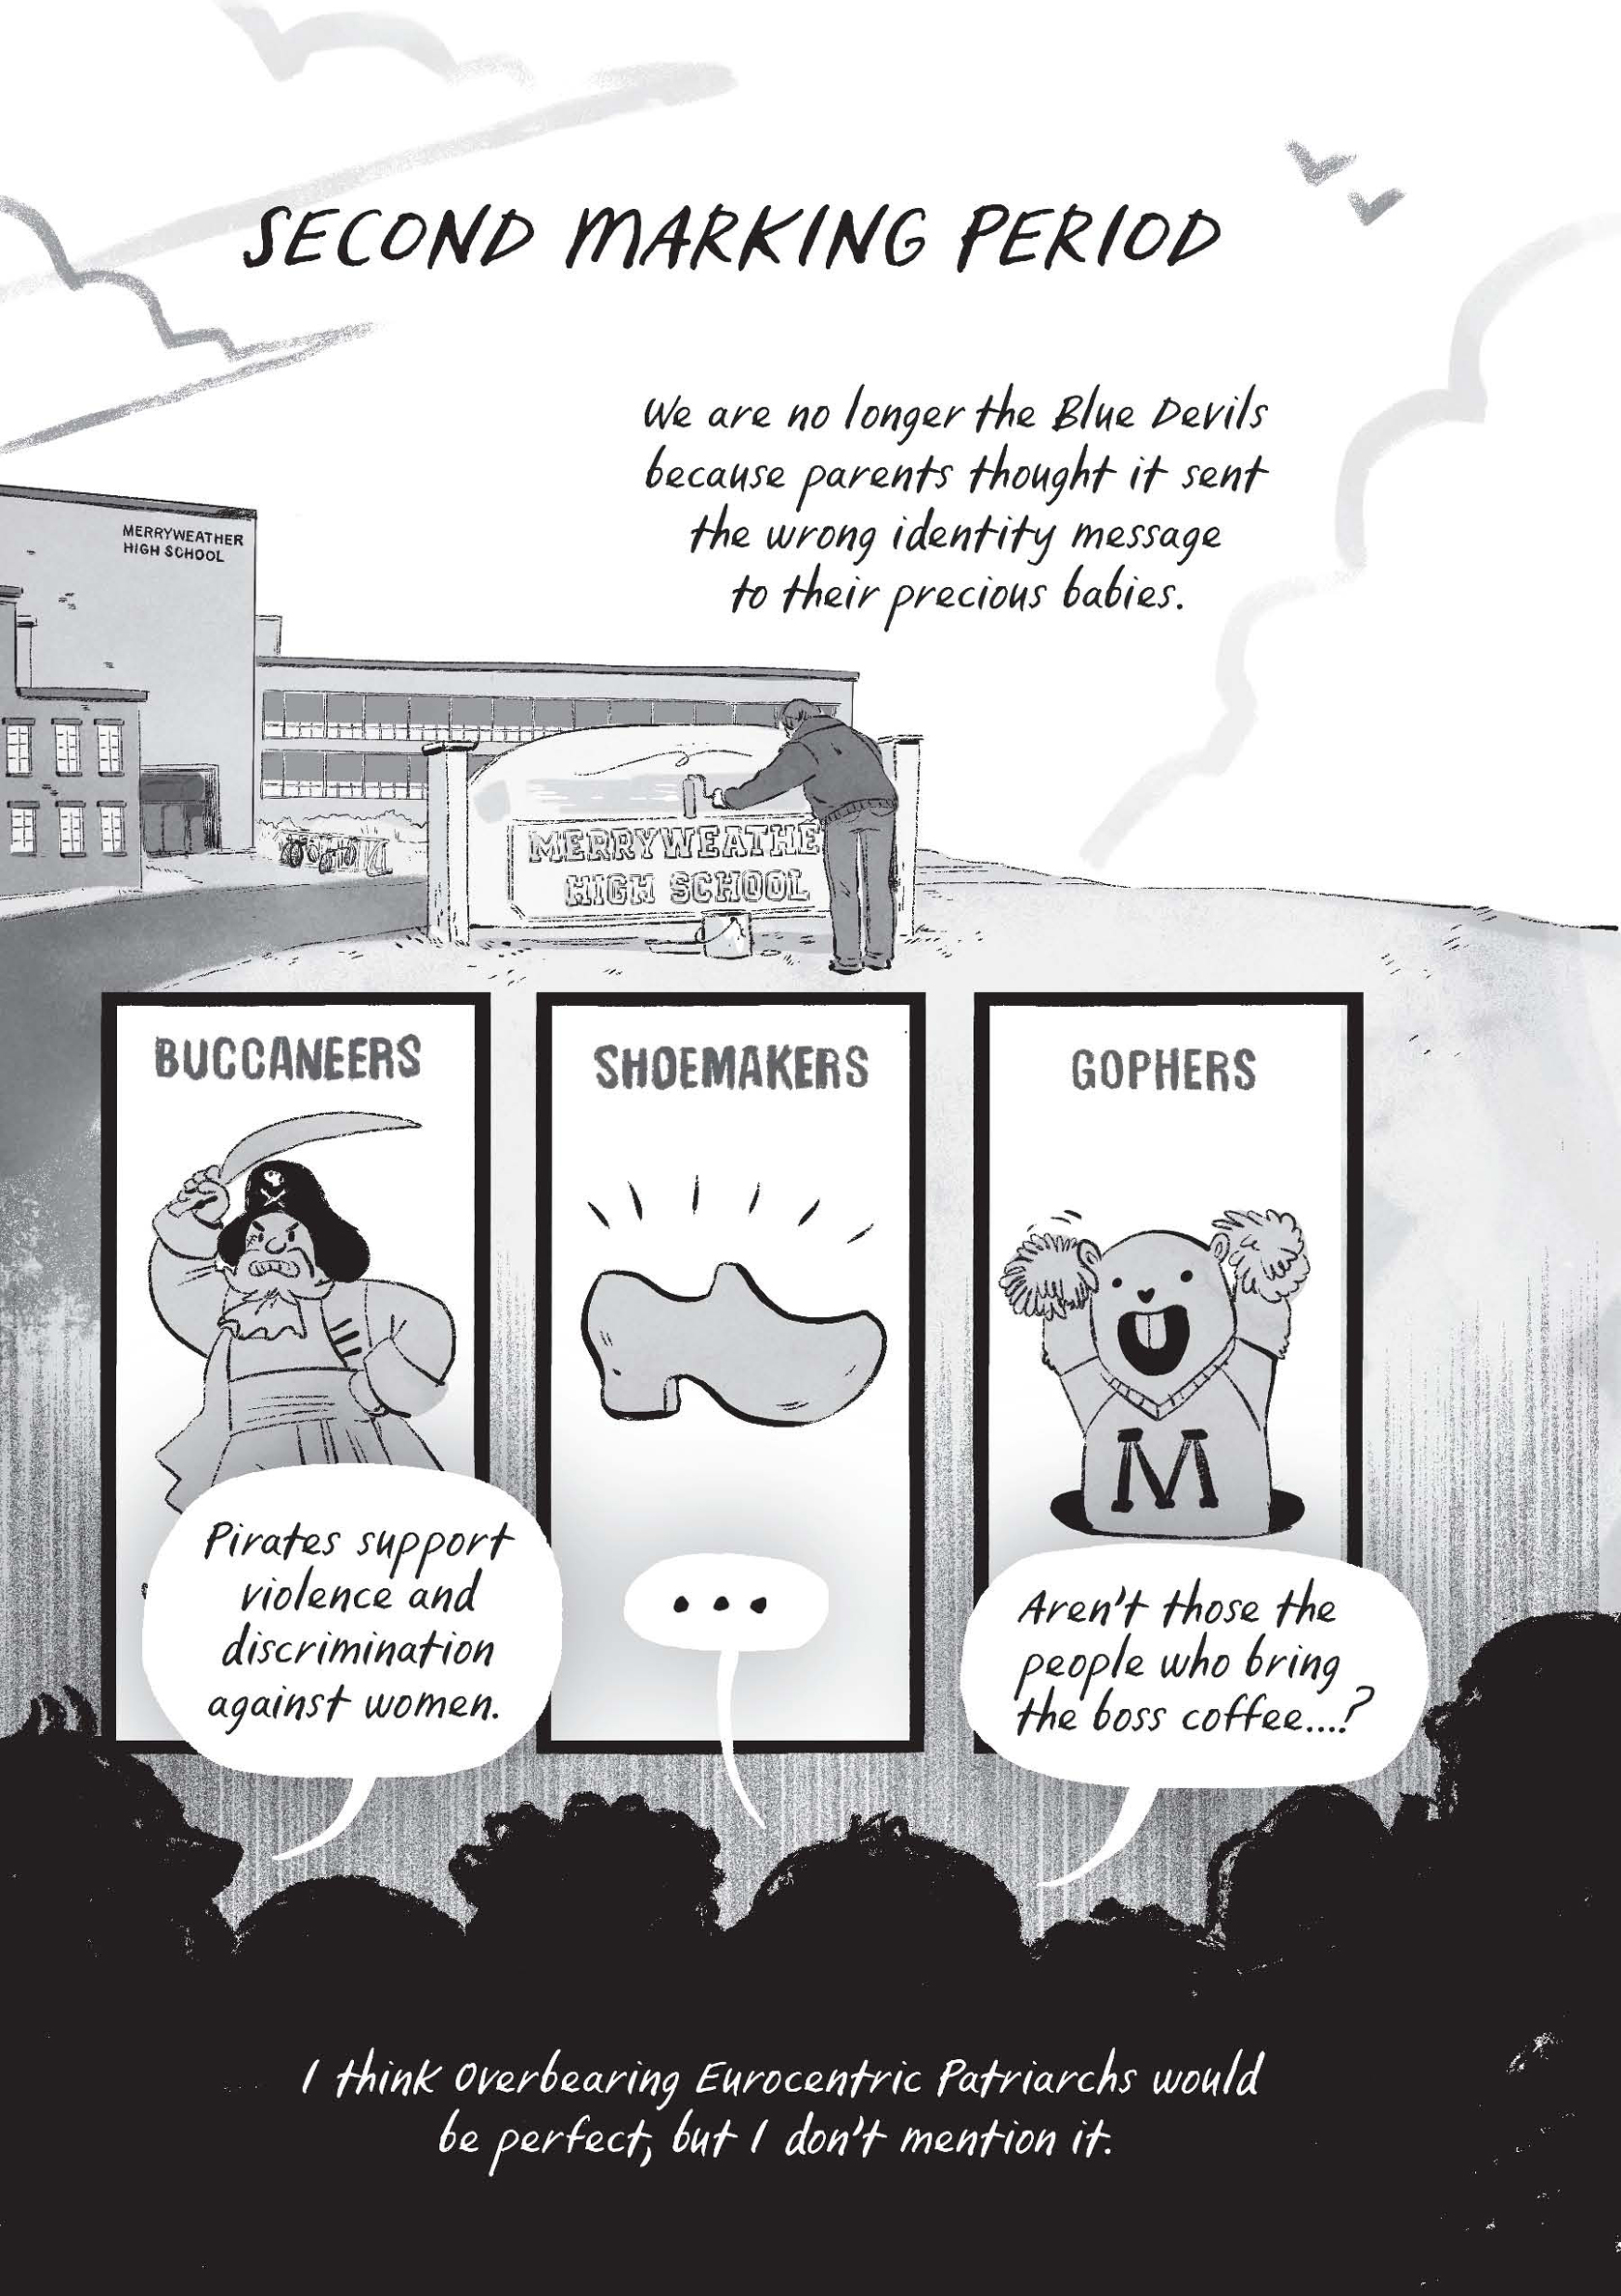 SECOND MARKING PERIOD
We are no longer the Blue Devils
because parents thought it sent
the wrong identity message
to their precious babies.
MERRYWEATHER
HIGH SCHOOL
MERRYWEATHE
HIGH SCHOOL
BUCCANEERS
Pirates support
violence and
discrimination
against women.
SHOEMAKERS
...
GOPHERS
M
Aren't those the
people who bring
the boss coffee....?
I think Overbearing Eurocentric Patriarchs would
be perfect, but I don't mention it.